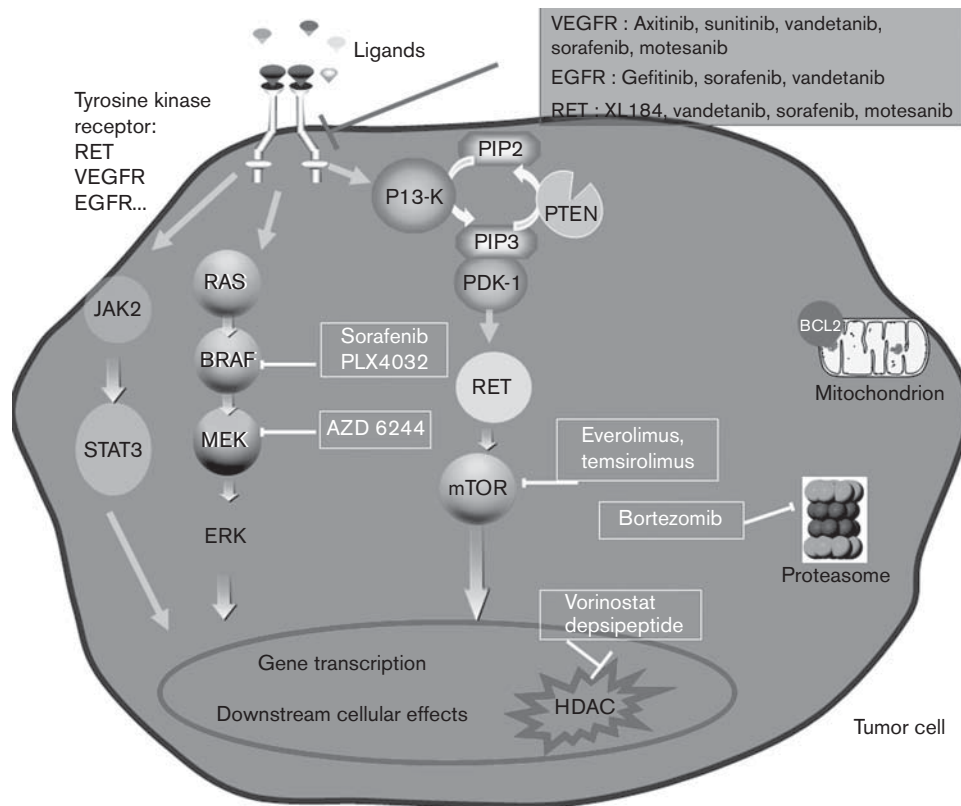 VEGFR : Axitinib, sunitinib, vandetanib,
sorafenib, motesanib
EGFR : Gefitinib, sorafenib, vandetanib
RET : XL184, vandetanib, sorafenib, motesanib
Ligands
Tyrosine kinase
receptor:
RET
VEGFR
EGFR...
P13-K
PIP2
PTEN
PIP3
PDK-1
RAS
JAK2
BRAF
Sorafenib
PLX4032
RET
BCL2
Mitochondrion
MEK
AZD 6244
STAT3
Everolimus,
temsirolimus
mTOR
Bortezomib
ERK
Proteasome
Vorinostat
depsipeptide
Gene transcription
HDAC
Downstream cellular effects
Tumor cell